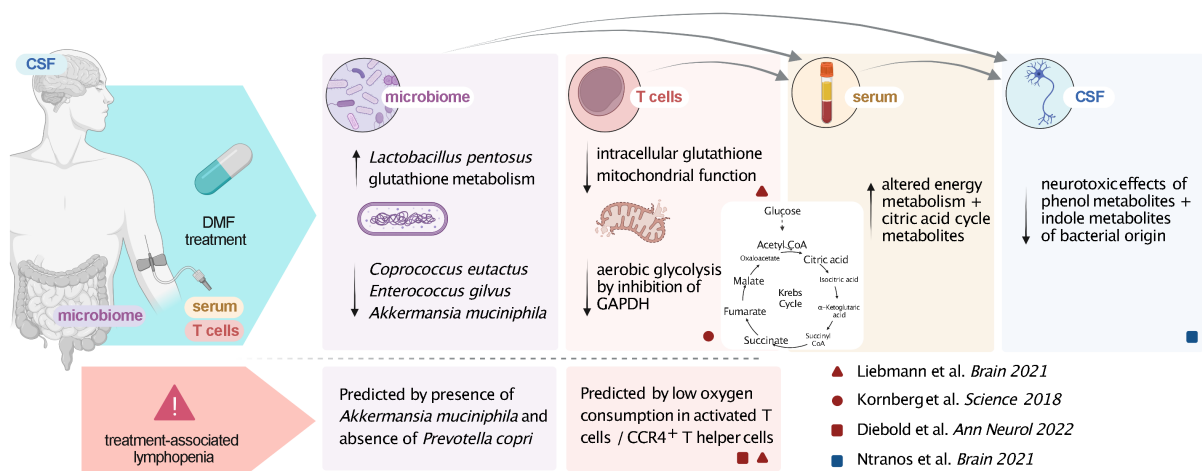 CSF
DMF
treatment
microbiome
serum
T cells
microbiome
Lactobacillus pentosus
glutathione metabolism
Coprococcus eutactus
Enterococcus gilvus
Akkermansia muciniphila
T cells
intracellular glutathione
mitochondrial function
aerobic glycolysis
by inhibition of
GAPDH
serum
altered energy
metabolism +
citric acid cycle
metabolites
Glucose
Acetyl CoA
Oxaloacetate
Citric acid
Isocitric acid
Malate
Krebs
Cycle
α-Ketoglutaric
acid
Fumarate
Succinyl
CoA
Succinate
CSF
neurotoxic effects of
phenol metabolites +
indole metabolites
of bacterial origin
!
treatment-associated
lymphopenia
Predicted by presence of
Akkermansia muciniphila and
absence of Prevotella copri
Predicted by low oxygen
consumption in activated T
cells / CCR4+ T helper cells
Liebmann et al. Brain 2021
Kornberg et al. Science 2018
Diebold et al. Ann Neurol 2022
Ntranos et al. Brain 2021